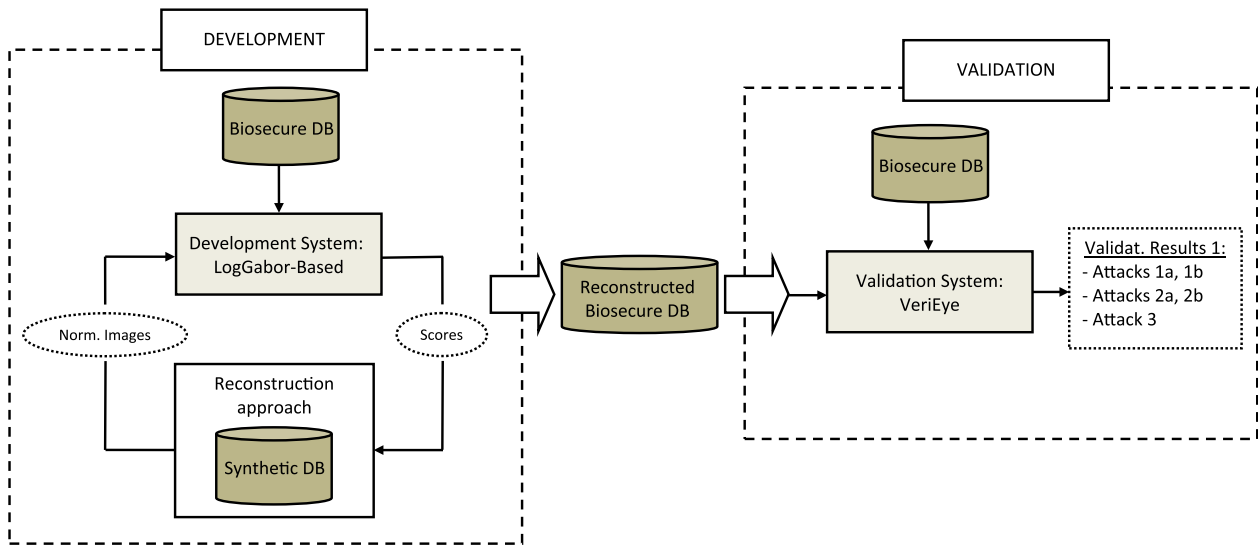 DEVELOPMENT
Biosecure DB
Development System:
LogGabor-Based
Norm. Images
Scores
Reconstruction
approach
Synthetic DB
Reconstructed
Biosecure DB
VALIDATION
Biosecure DB
Validation System:
VeriEye
Validat. Results 1:
- Attacks 1a, 1b
- Attacks 2a, 2b
- Attack 3